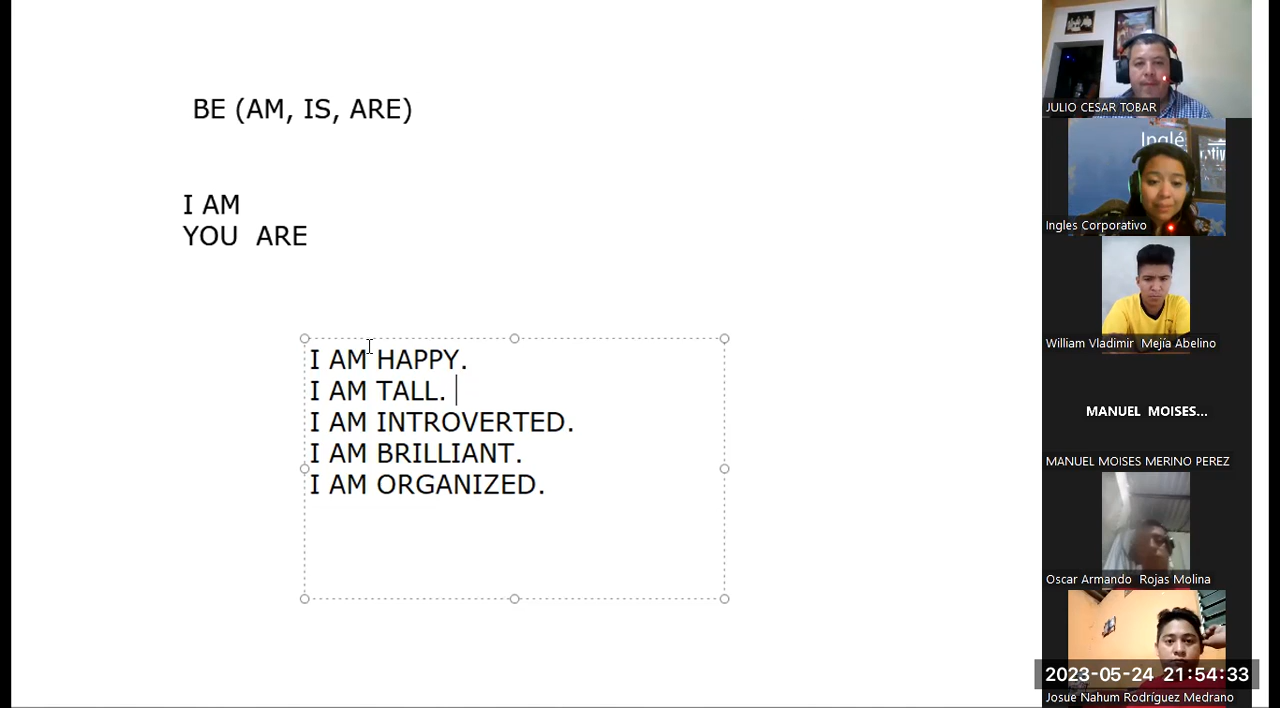 BE (AM, IS, ARE)
I AM
YOU ARE
I AM HAPPY.
I AM TALL.
I AM INTROVERTED.
I AM BRILLIANT.
I AM ORGANIZED.
JULIO CESAR TOBAR
Inglé
Ingles Corporativo
William Vladimir Mejía Abelino
MANUEL MOISES...
MANUEL MOISES MERINO PEREZ
Oscar Armando Rojas Molina
2023-05-24 21:54:33
Josue Nahum Rodríguez Medrano